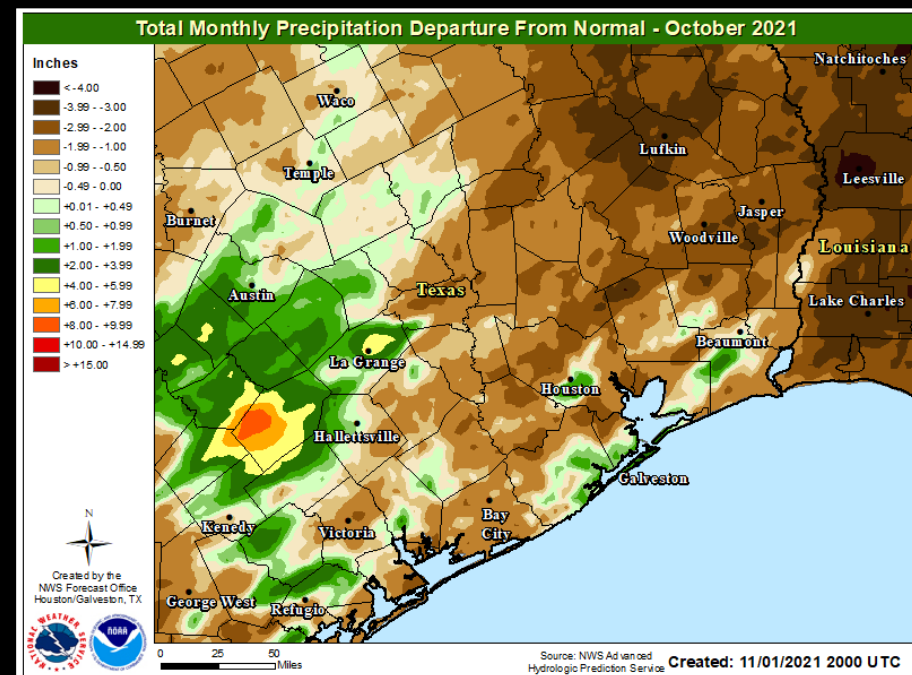 Total Monthly Precipitation Departure From Normal - October 2021
Inches
< -4.00
-3.99 - -3.00
-2.99 - -2.00
-1.99 - -1.00
-0.99 - -0.50
-0.49 - 0.00
+0.01 - +0.49
+0.50 - +0.99
+1.00 - +1.99
+2.00 - +3.99
+4.00 - +5.99
+6.00 - +7.99
+8.00 - +9.99
+10.00 - +14.99
> +15.00
Natchitoches
Waco
Lufkin
Temple
Leesville
Burnet
Jasper
Woodville
Louisiana
Austin
Texas
Lake Charles
Beaumont
La Grange
Houston
Hallettsville
Galveston
Bay
City
Kenedy
Victoria
George West
Refugio
N
Created by the
NWS Forecast Office
Houston/Galveston, TX
NATIONAL WEATHER SERVICE
NOAA
0 25 50
Miles
Source: NWS Advanced
Hydrologic Prediction Service
Created: 11/01/2021 2000 UTC